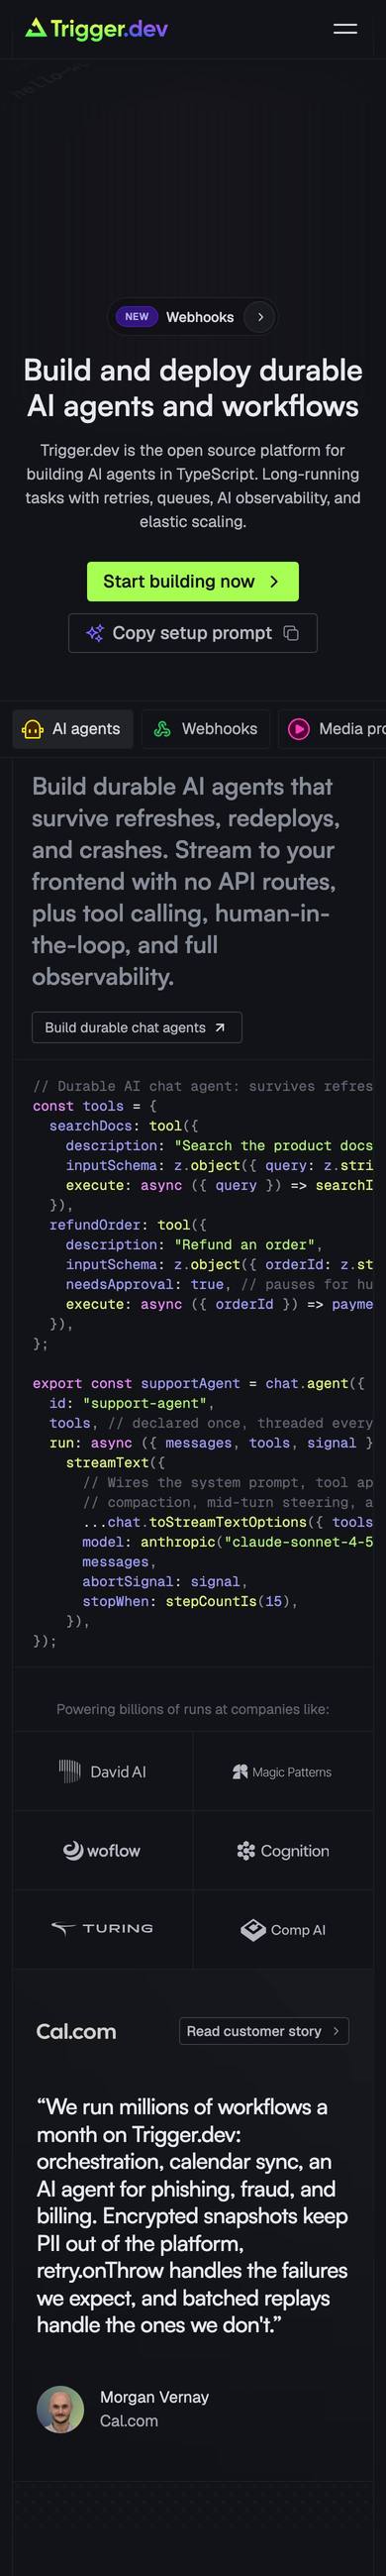 Trigger.dev
NEW Webhooks
Build and deploy durable
AI agents and workflows
Trigger.dev is the open source platform for
building AI agents in TypeScript. Long-running
tasks with retries, queues, AI observability, and
elastic scaling.
Start building now
Copy setup prompt
AI agents Webhooks Media pro
Build durable AI agents that
survive refreshes, redeploys,
and crashes. Stream to your
frontend with no API routes,
plus tool calling, human-in-
the-loop, and full
observability.
Build durable chat agents
// Durable AI chat agent: survives refres
const tools = {
searchDocs: tool({
description: "Search the product docs
inputSchema: z.object({ query: z.stri
execute: async ({ query }) => searchI
}),
refundOrder: tool({
description: "Refund an order",
inputSchema: z.object({ orderId: z.st
needsApproval: true, // pauses for hu
execute: async ({ orderId }) => payme
}),
};
export const supportAgent = chat.agent({
id: "support-agent",
tools, // declared once, threaded every
run: async ({ messages, tools, signal }
streamText({
// Wires the system prompt, tool ap
// compaction, mid-turn steering, a
...chat.toStreamTextOptions({ tools
model: anthropic("claude-sonnet-4-5
messages,
abortSignal: signal,
stopWhen: stepCountIs(15),
}),
});
Powering billions of runs at companies like:
David AI Magic Patterns
woflow Cognition
TURING Comp AI
Cal.com Read customer story
“We run millions of workflows a
month on Trigger.dev:
orchestration, calendar sync, an
AI agent for phishing, fraud, and
billing. Encrypted snapshots keep
PII out of the platform,
retry.onThrow handles the failures
we expect, and batched replays
handle the ones we don't.”
Morgan Vernay
Cal.com